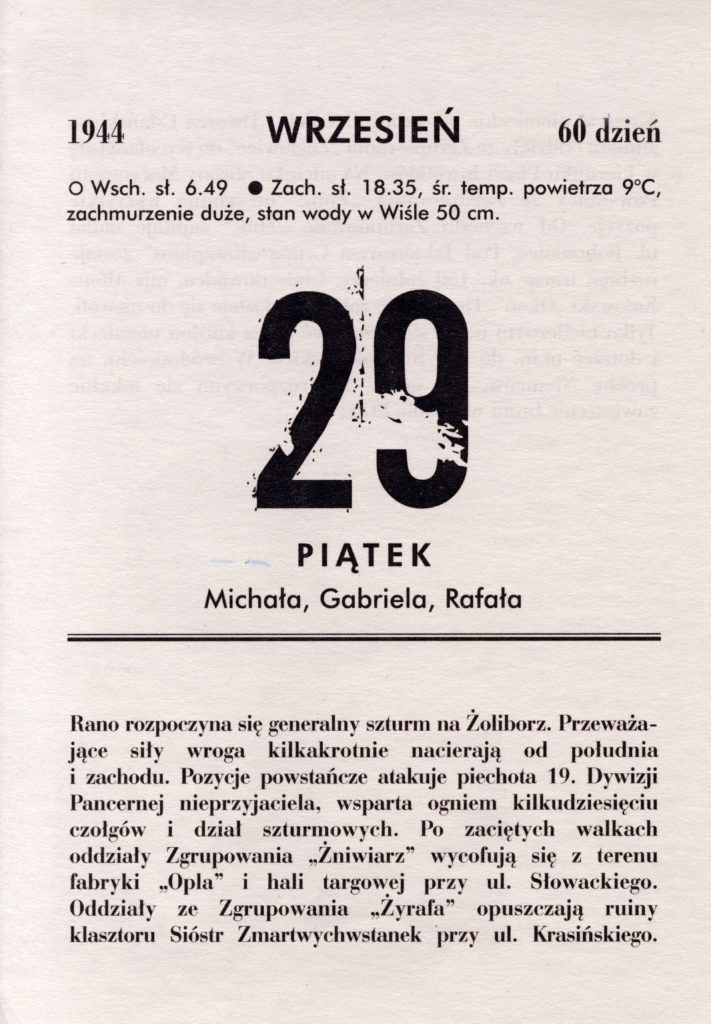 1944 WRZESIEŃ 60 dzień
O Wsch. sł. 6.49 ● Zach. sł. 18.35, śr. temp. powietrza 9°C,
zachmurzenie duże, stan wody w Wiśle 50 cm.
29
PIĄTEK
Michała, Gabriela, Rafała
Rano rozpoczyna się generalny szturm na Żoliborz. Przeważa-
jące siły wroga kilkakrotnie nacierają od południa
i zachodu. Pozycje powstańcze atakuje piechota 19. Dywizji
Pancernej nieprzyjaciela, wsparta ogniem kilkudziesięciu
czołgów i dział szturmowych. Po zaciętych walkach
oddziały Zgrupowania „Żniwiarz” wycofują się z terenu
fabryki „Opla” i hali targowej przy ul. Słowackiego.
Oddziały ze Zgrupowania „Żyrafa” opuszczają ruiny
klasztoru Sióstr Zmartwychwstanek przy ul. Krasińskiego.